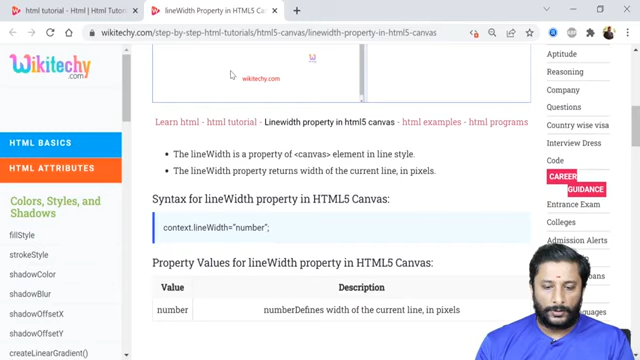 html tutorial - Html | Html Tutor
lineWidth Property in HTML5 Can
wikitechy.com/step-by-step-html-tutorials/html5-canvas/linewidth-property-in-html5-canvas
Wikitechy
.com
HTML BASICS
HTML ATTRIBUTES
Colors, Styles, and
Shadows
fillStyle
strokeStyle
shadowColor
shadowBlur
shadowOffsetX
shadowOffsetY
createLinearGradient()
wikitechy.com
Learn html - html tutorial - Linewidth property in html5 canvas - html examples - html programs
• The lineWidth is a property of <canvas> element in line style.
• The lineWidth property returns width of the current line, in pixels.
Syntax for lineWidth property in HTML5 Canvas:
context.lineWidth="number";
Property Values for lineWidth property in HTML5 Canvas:
Value Description
number numberDefines width of the current line, in pixels
Aptitude
Reasoning
Company
Questions
Country wise visa
Interview Dress
Code
CAREER
GUIDANCE
Entrance Exam
Colleges
Admission Alerts